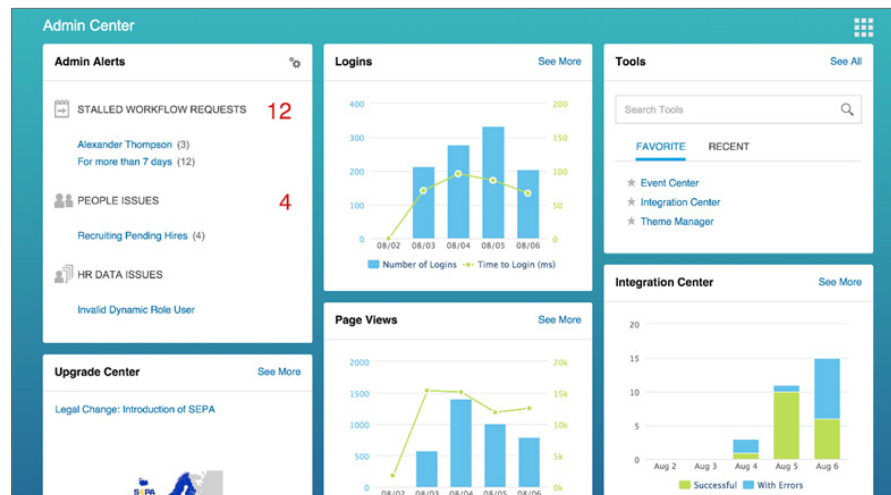 Admin Center
Admin Alerts
STALLED WORKFLOW REQUESTS 12
Alexander Thompson (3)
For more than 7 days (12)
PEOPLE ISSUES 4
Recruiting Pending Hires (4)
HR DATA ISSUES
Invalid Dynamic Role User
Upgrade Center See More
Legal Change: Introduction of SEPA
SEPA
Logins See More
400 200
300 150
200 100
100 50
0 0
08/02 08/03 08/04 08/05 08/06
Number of Logins Time to Login (ms)
Page Views See More
2000 20k
1500 15k
1000 10k
500 5k
0 0k
08/02 08/03 08/04 08/05 08/06
Tools See All
Search Tools
FAVORITE RECENT
Event Center
Integration Center
Theme Manager
Integration Center See More
20
15
10
5
0
Aug 2 Aug 3 Aug 4 Aug 5 Aug 6
Successful With Errors